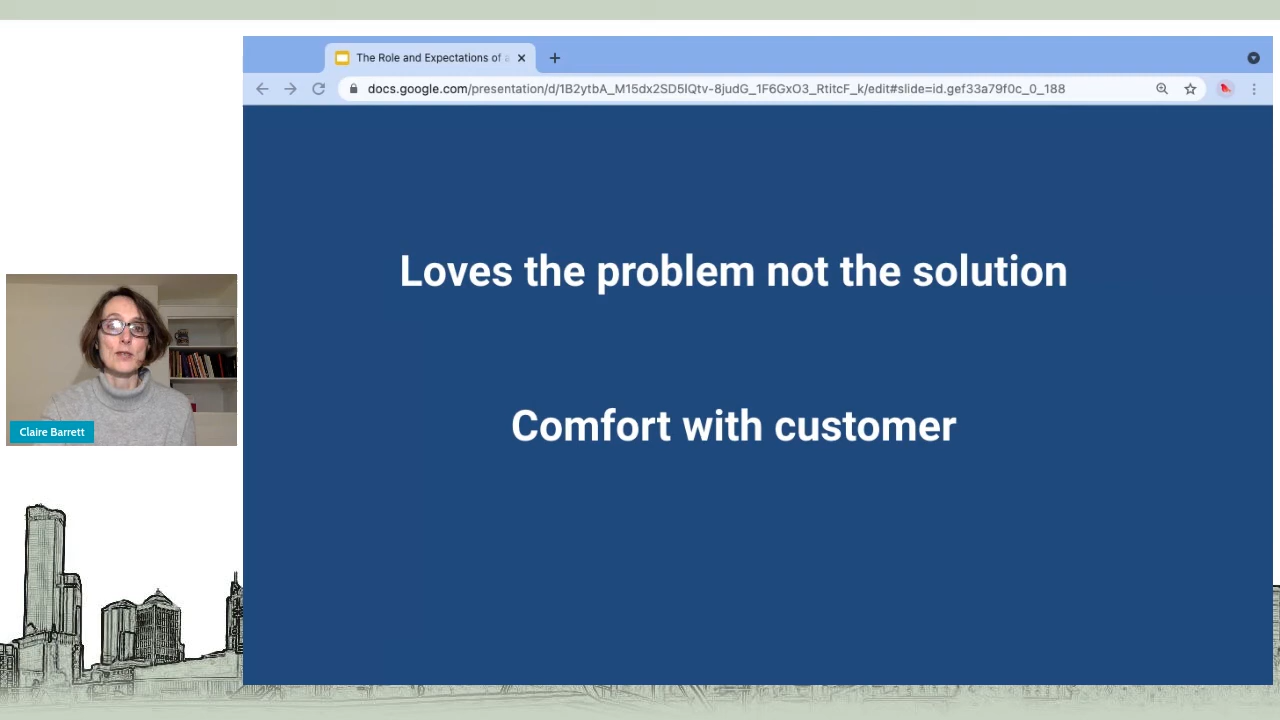 The Role and Expectations of a
docs.google.com/presentation/d/1B2ytbA_M15dx2SD5IQtv-8judG_1F6GxO3_RtitcF_k/edit#slide=id.gef33a79f0c_0_188
Loves the problem not the solution
Comfort with customer
Claire Barrett